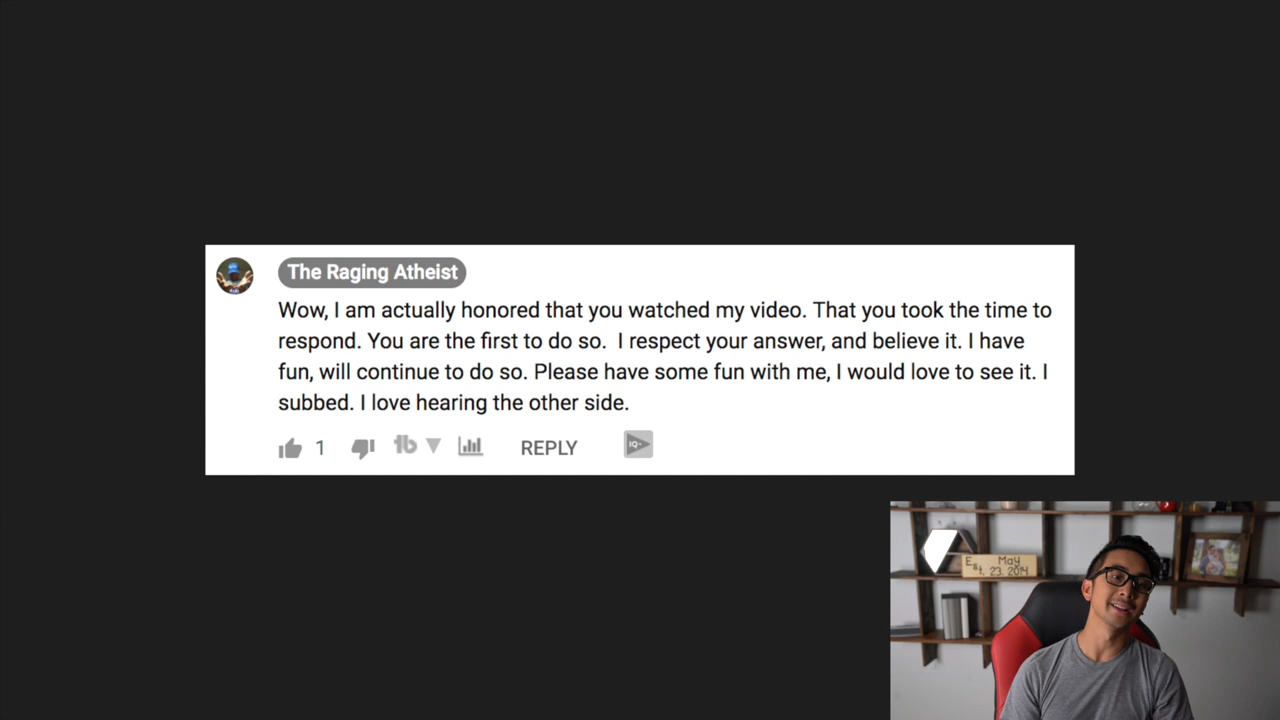 The Raging Atheist
Wow, I am actually honored that you watched my video. That you took the time to
respond. You are the first to do so.  I respect your answer, and believe it. I have
fun, will continue to do so. Please have some fun with me, I would love to see it. I
subbed. I love hearing the other side.
1
REPLY
IQ
May
Est. 23. 2014